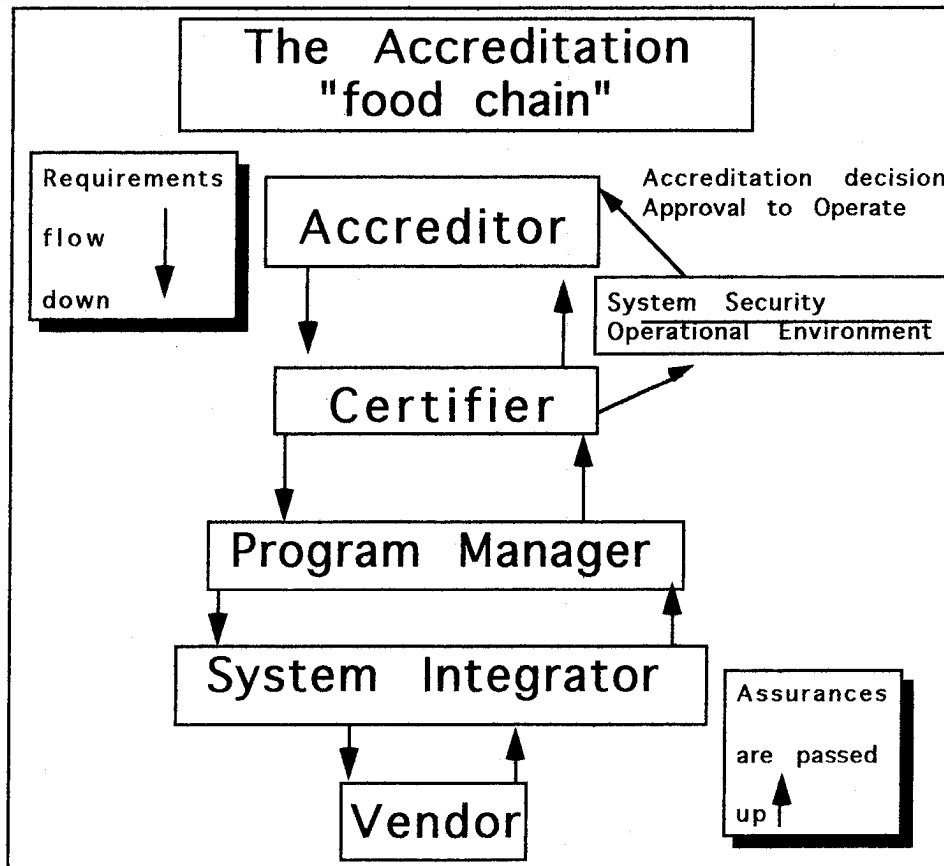 The Accreditation
"food chain"
Requirements
flow
down
Accreditor
Accreditation decision
Approval to Operate
System Security
Operational Environment
Certifier
Program Manager
System Integrator
Assurances
are passed
up
Vendor